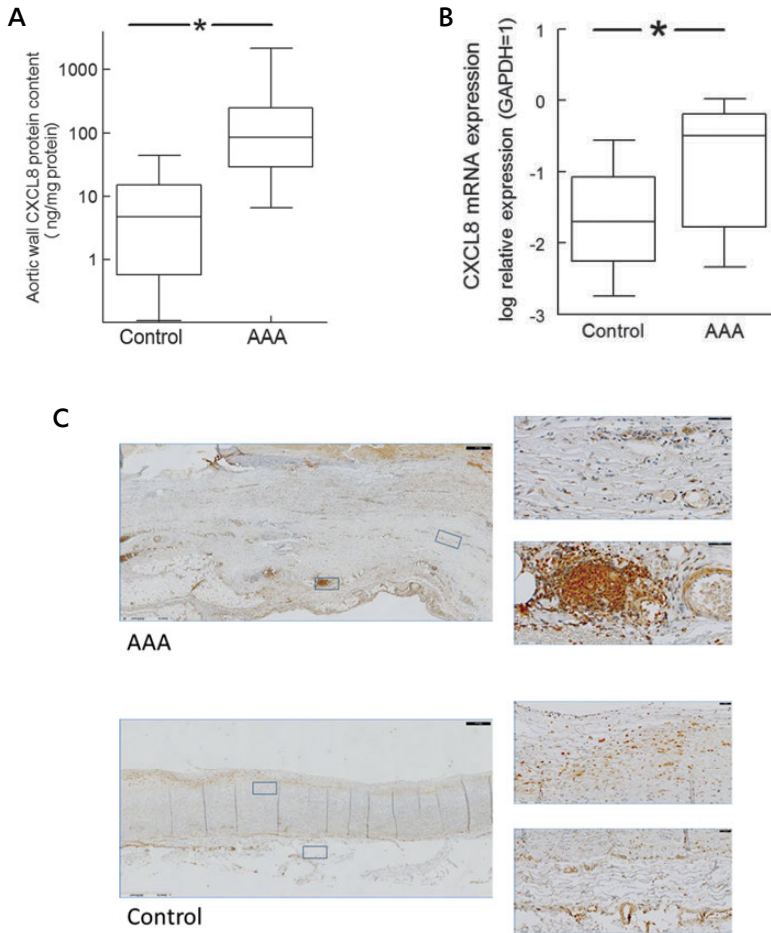 A
*
Aortic wall CXCL8 protein content
( ng/mg protein)
1000
100
10
1
Control
AAA
B
*
CXCL8 mRNA expression
log relative expression (GAPDH=1)
1
0
-1
-2
-3
Control
AAA
C
AAA
Control